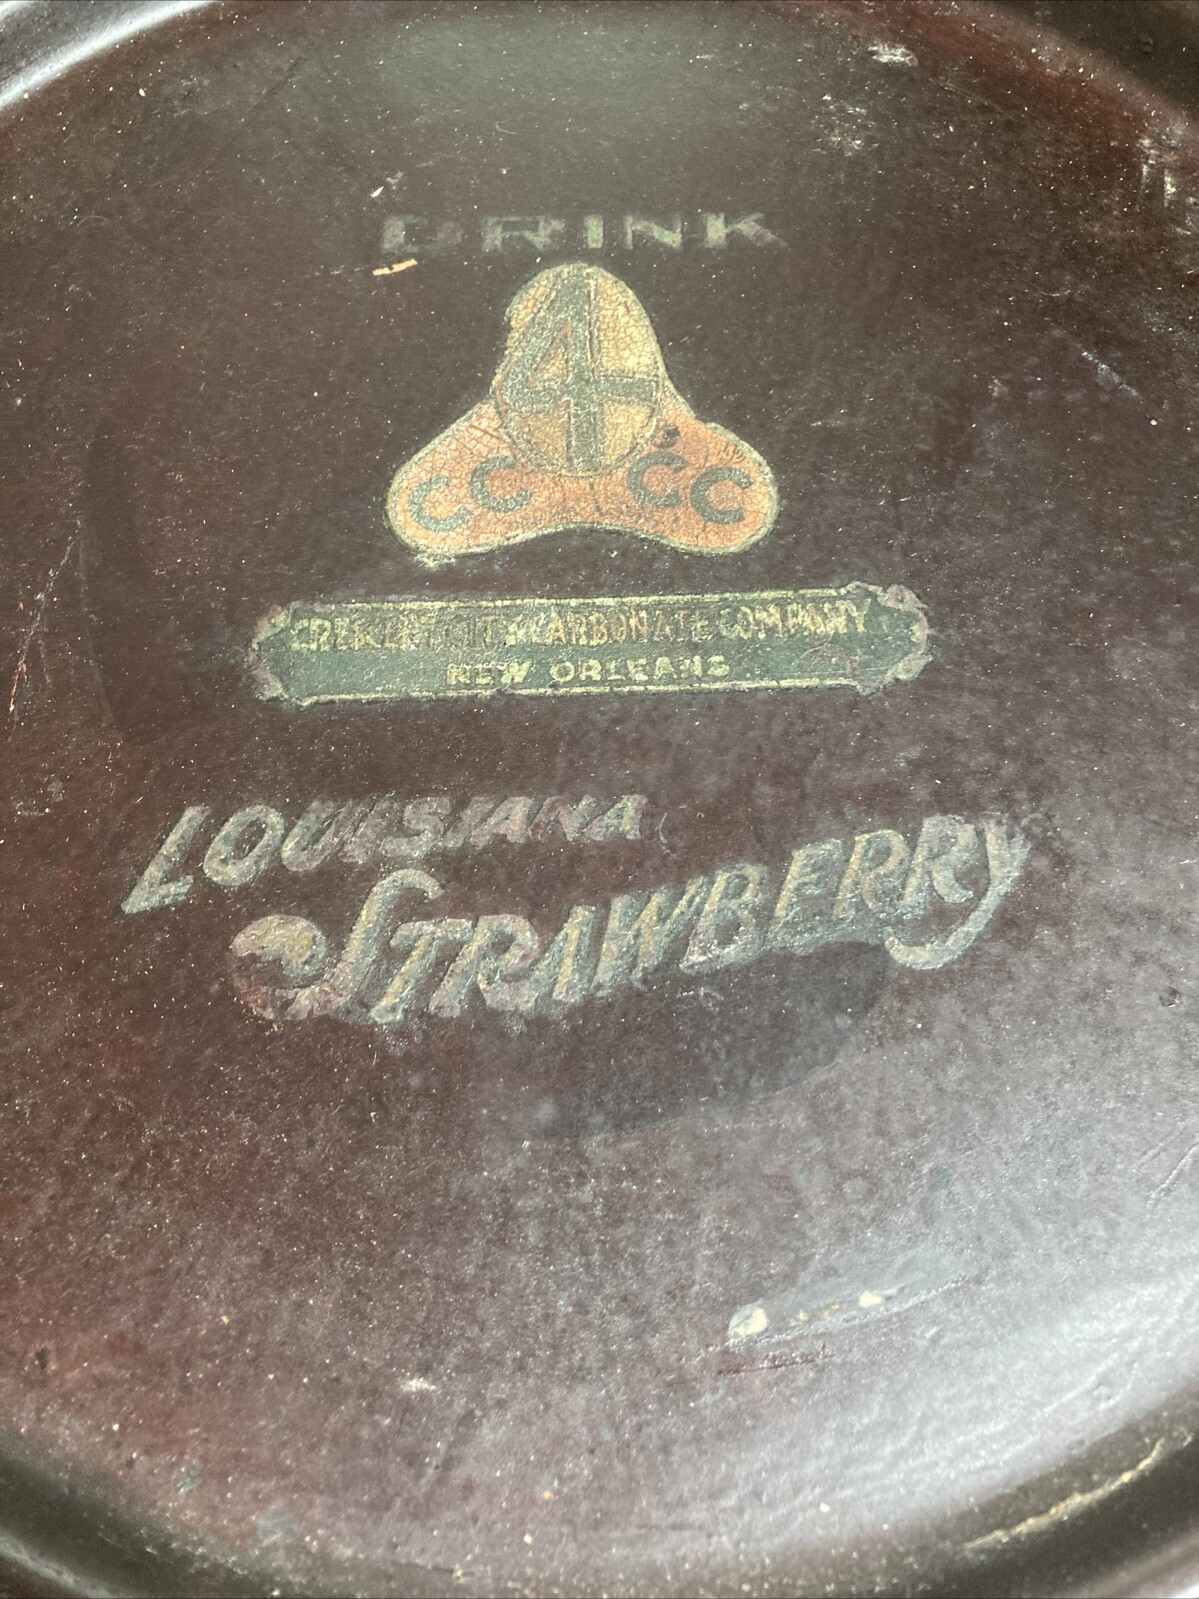 DRINK
4
CC'CC
CRESCENT CITY CARBONATE COMPANY
NEW ORLEANS
LOUISIANA
STRAWBERRY